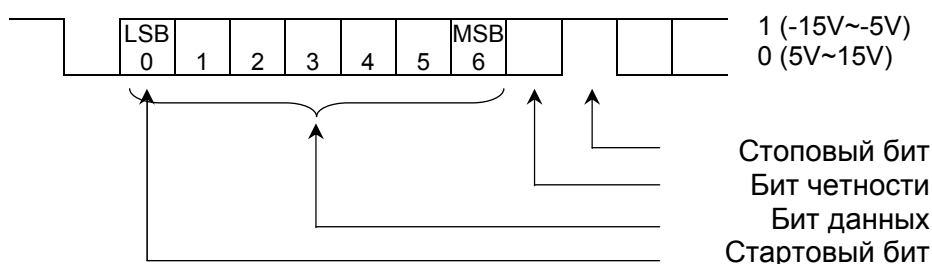 LSB MSB
0 1 2 3 4 5 6
1 (-15V~-5V)
0 (5V~15V)
Стоповый бит
Бит четности
Бит данных
Стартовый бит